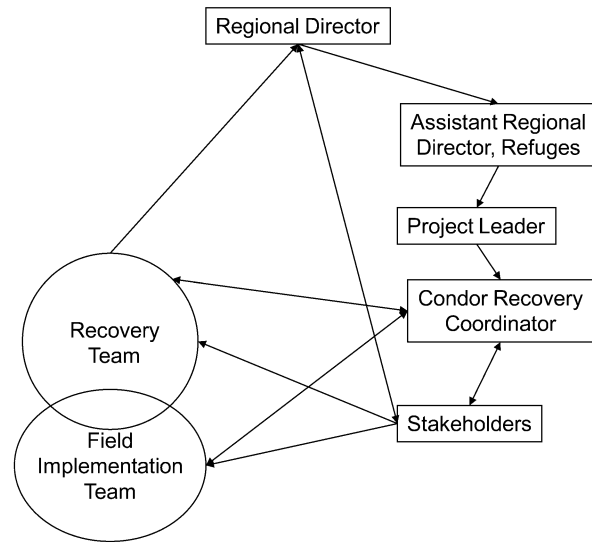 Regional Director
Assistant Regional
Director, Refuges
Project Leader
Condor Recovery
Coordinator
Recovery
Team
Stakeholders
Field
Implementation
Team